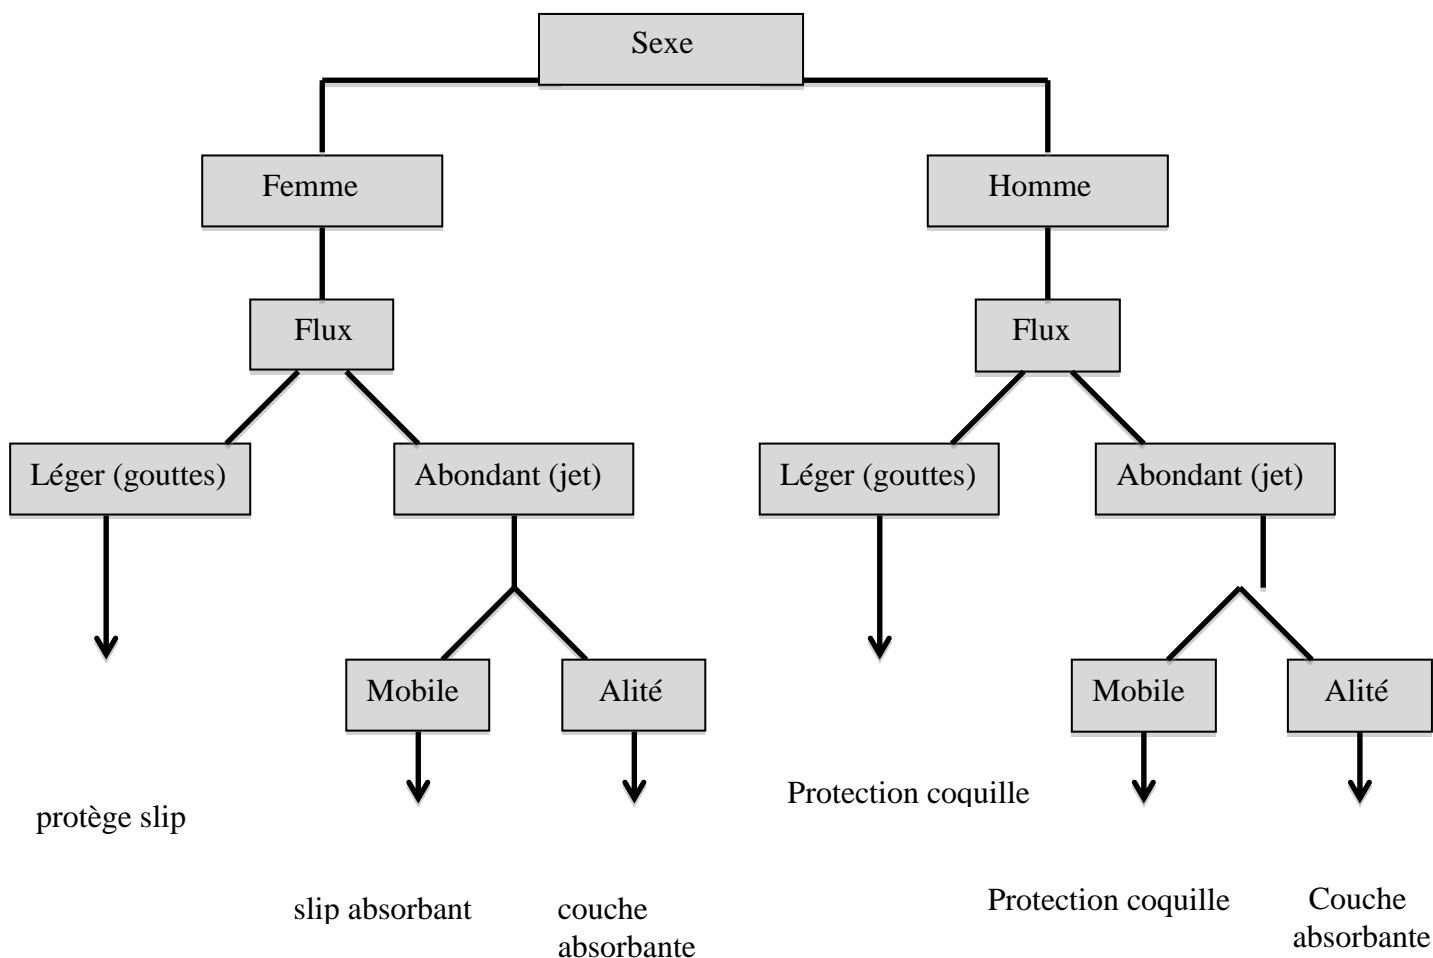 Sexe
Femme
Homme
Flux
Flux
Léger (gouttes)
Abondant (jet)
Léger (gouttes)
Abondant (jet)
Mobile
Alité
Mobile
Alité
Protection coquille
protège slip
Protection coquille
Couche
absorbante
slip absorbant
couche
absorbante